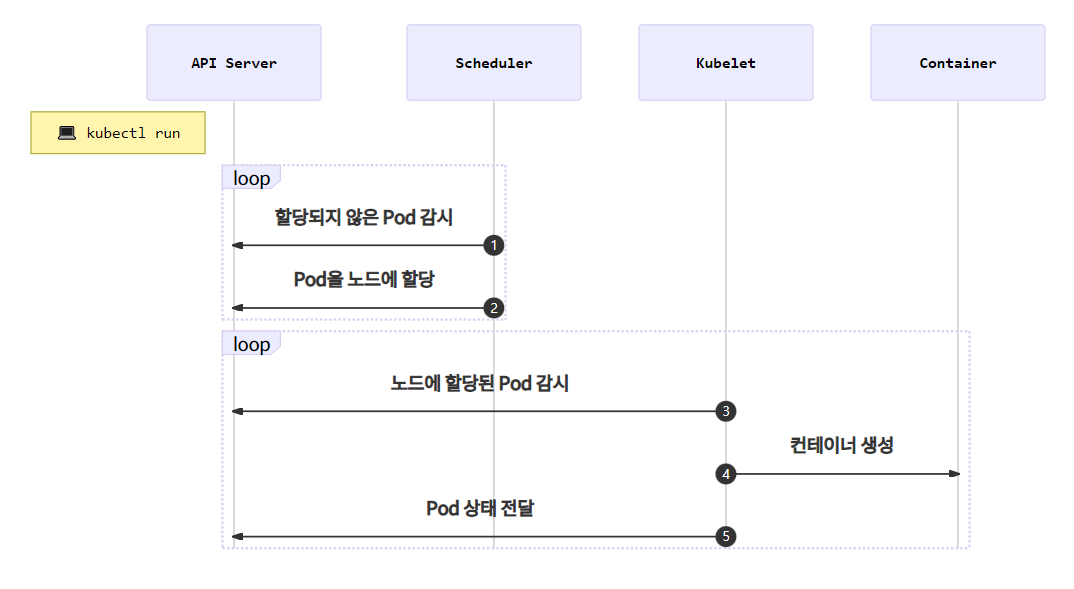 API Server
Scheduler
Kubelet
Container
💻 kubectl run
loop
할당되지 않은 Pod 감시
1
Pod을 노드에 할당
2
loop
노드에 할당된 Pod 감시
3
컨테이너 생성
4
Pod 상태 전달
5